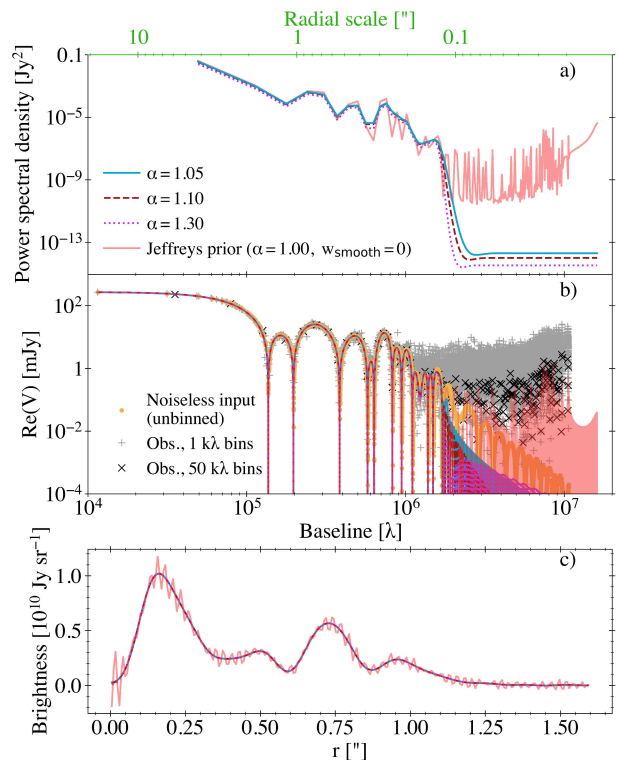 Radial scale ["]
10 1 0.1
a)
Power spectral density [Jy²]
0.1
10⁻⁵
10⁻⁹
10⁻¹³
α = 1.05
α = 1.10
α = 1.30
Jeffreys prior (α = 1.00, w_smooth = 0)
b)
Re(V) [mJy]
10²
1
10⁻²
10⁻⁴
Noiseless input
(unbinned)
Obs., 1 kλ bins
Obs., 50 kλ bins
10⁴ 10⁵ 10⁶ 10⁷
Baseline [λ]
c)
Brightness [10¹⁰ Jy sr⁻¹]
1.0
0.5
0.0
0.00 0.25 0.50 0.75 1.00 1.25 1.50
r ["]